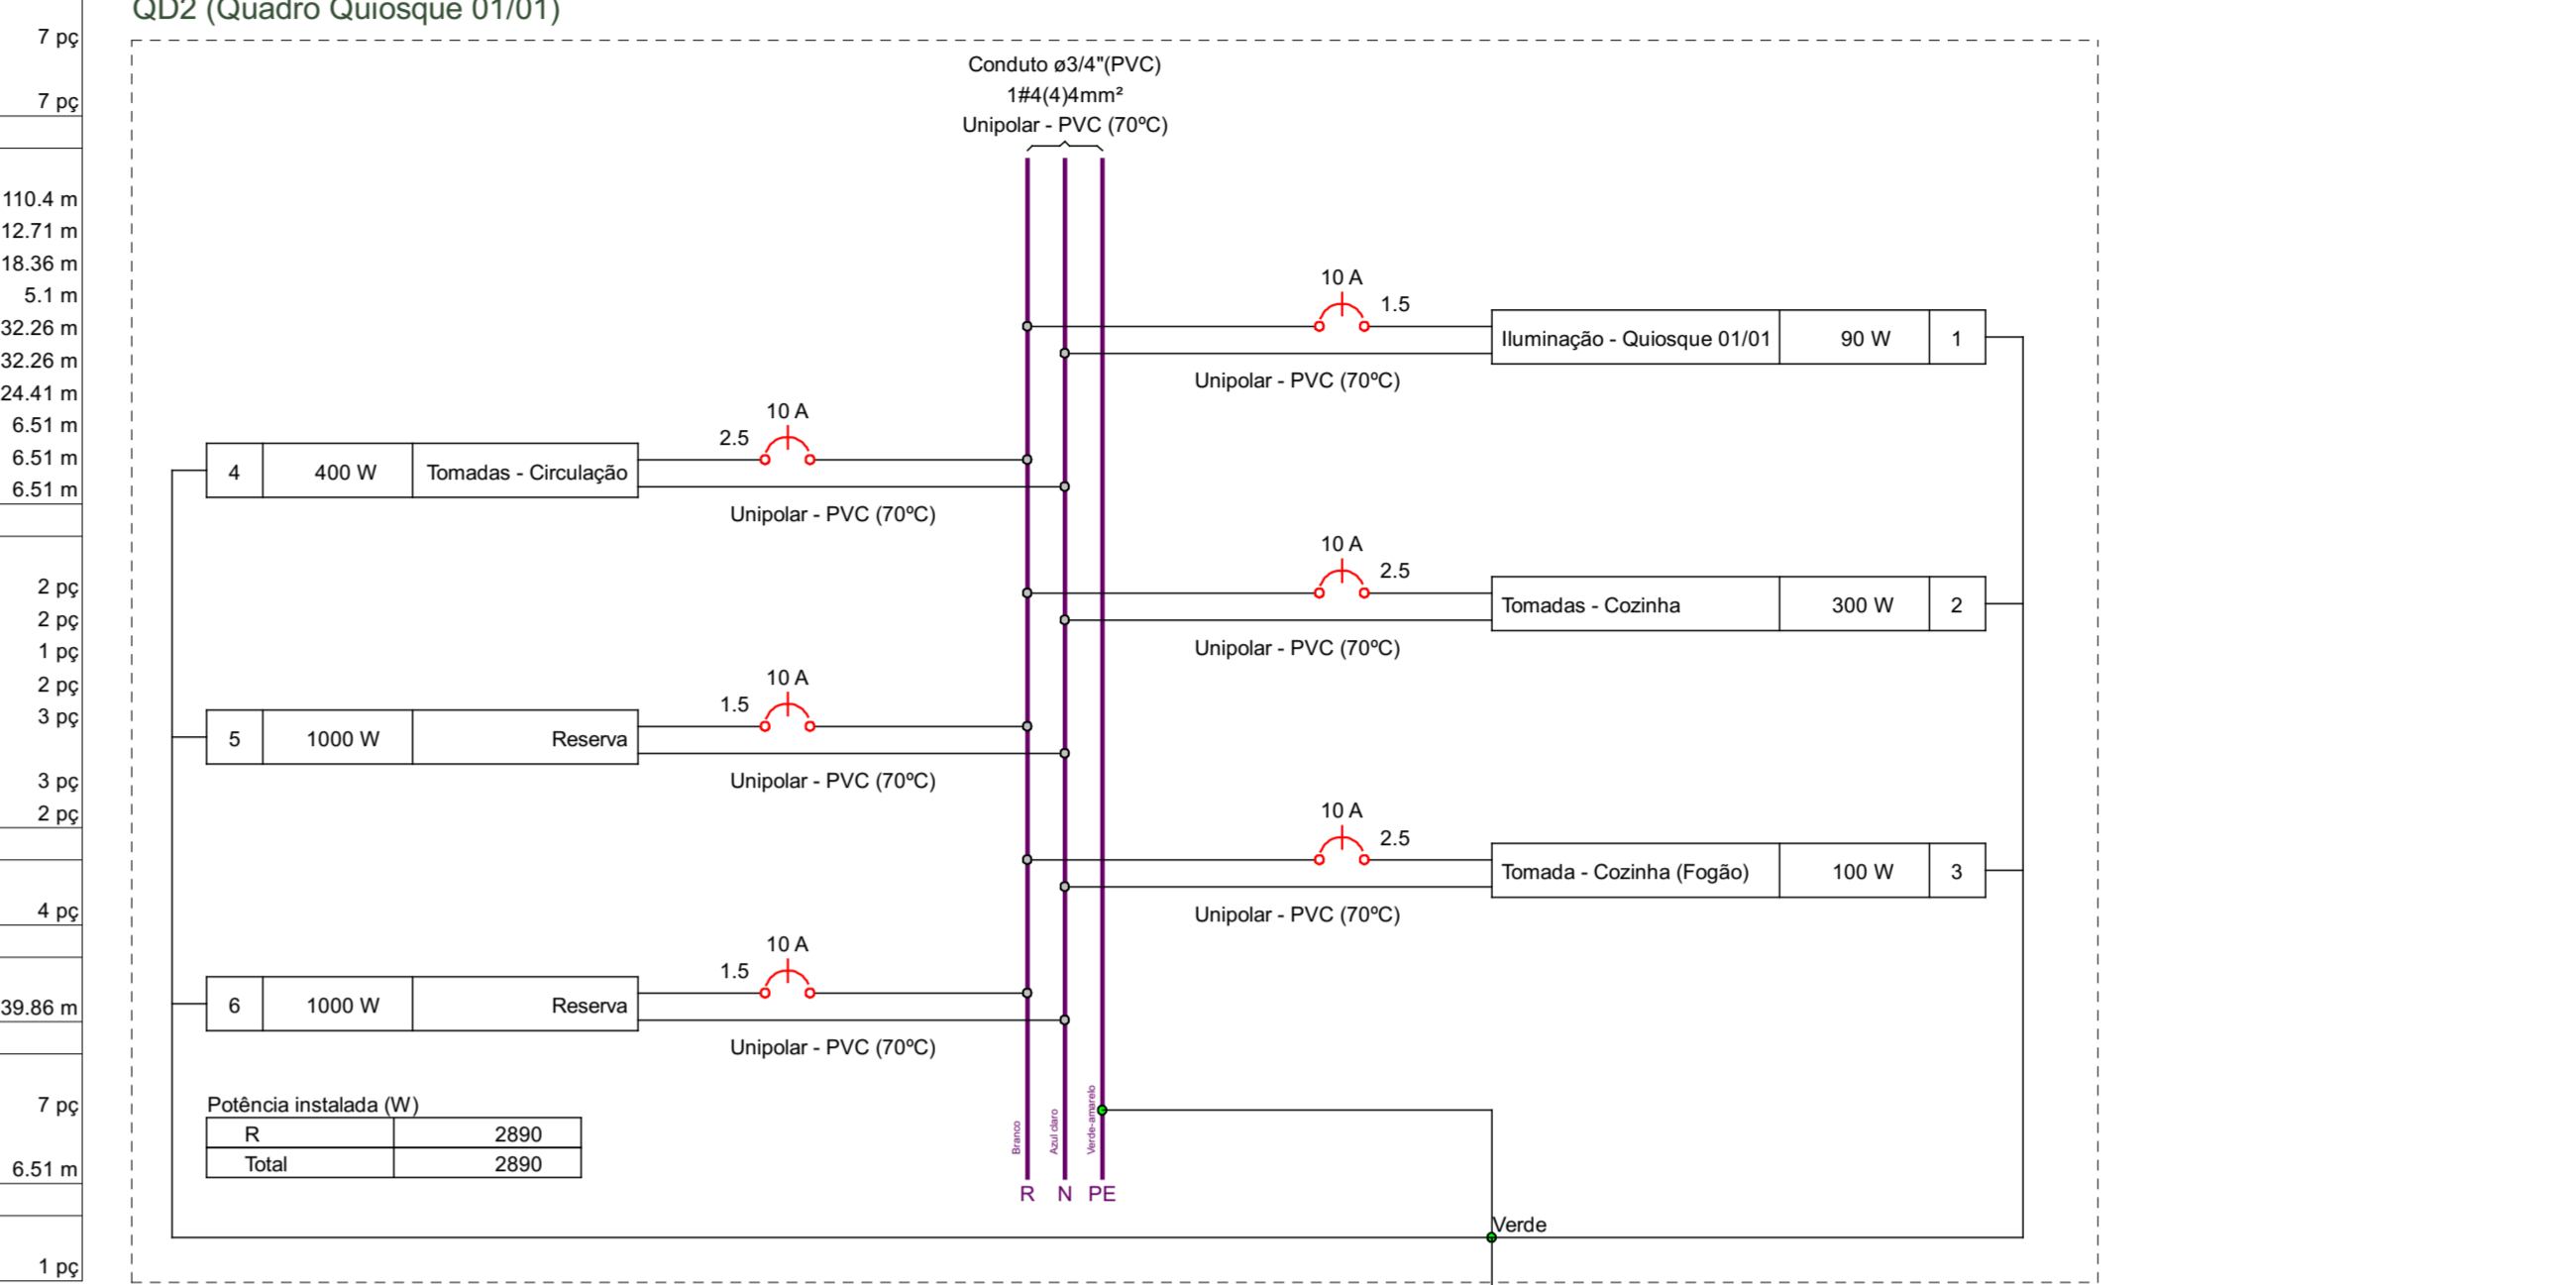 QD2 (Quadro Quiosque 01/01)
7 pç
7 pç
110.4 m
12.71 m
18.36 m
5.1 m
32.26 m
32.26 m
24.41 m
6.51 m
6.51 m
6.51 m
2 pç
2 pç
1 pç
2 pç
3 pç
3 pç
2 pç
4 pç
39.86 m
7 pç
6.51 m
1 pç
Conduto ø3/4"(PVC)
1#4(4)4mm²
Unipolar - PVC (70ºC)
10 A
1.5
Iluminação - Quiosque 01/01 90 W 1
Unipolar - PVC (70ºC)
10 A
2.5
4 400 W Tomadas - Circulação
Unipolar - PVC (70ºC)
10 A
2.5
Tomadas - Cozinha 300 W 2
Unipolar - PVC (70ºC)
10 A
1.5
5 1000 W Reserva
Unipolar - PVC (70ºC)
10 A
2.5
Tomada - Cozinha (Fogão) 100 W 3
Unipolar - PVC (70ºC)
10 A
1.5
6 1000 W Reserva
Unipolar - PVC (70ºC)
Potência instalada (W)
R 2890
Total 2890
Branco
Azul claro
Verde-amarelo
R N PE
Verde